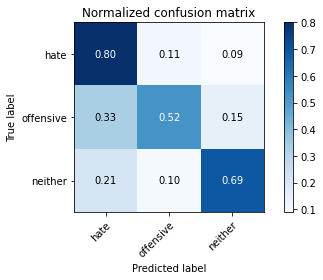 Normalized confusion matrix
True label
hate
0.80 0.11 0.09
offensive
0.33 0.52 0.15
neither
0.21 0.10 0.69
hate
offensive
neither
Predicted label
0.8
0.7
0.6
0.5
0.4
0.3
0.2
0.1